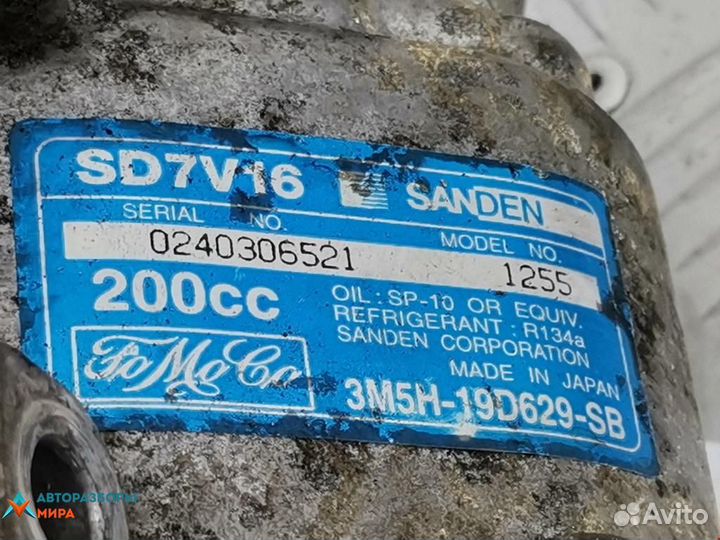 SD7V16 SANDEN
SERIAL NO. MODEL NO.
0240306521 1255
200cc
OIL : SP-10 OR EQUIV.
REFRIGERANT : R134a
SANDEN CORPORATION
MADE IN JAPAN
FoMoCo
3M5H-19D629-SB
АВТОРАЗБОРЫ
МИРА
Avito